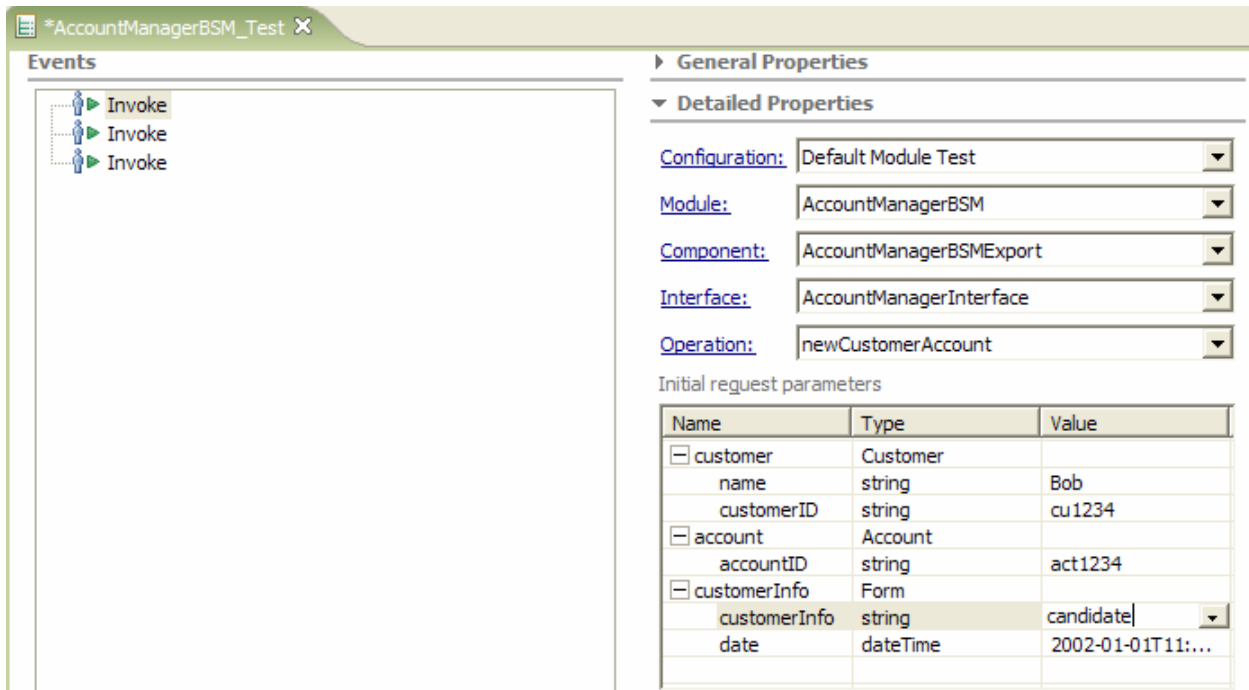 *AccountManagerBSM_Test
Events
Invoke
Invoke
Invoke
General Properties
Detailed Properties
Configuration: Default Module Test
Module: AccountManagerBSM
Component: AccountManagerBSMExport
Interface: AccountManagerInterface
Operation: newCustomerAccount
Initial request parameters
Name Type Value
customer Customer
name string Bob
customerID string cu1234
account Account
accountID string act1234
customerInfo Form
customerInfo string candidate
date dateTime 2002-01-01T11:...